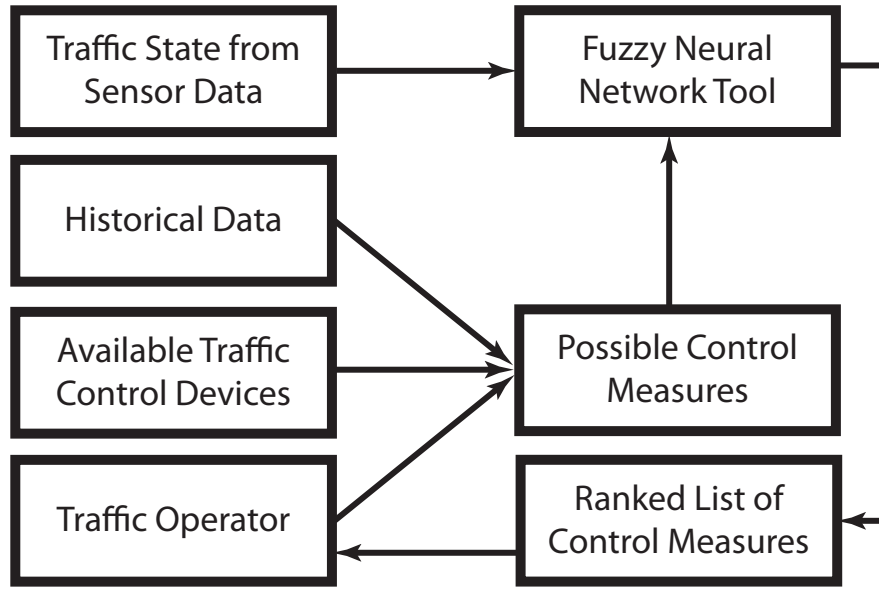 Traffic State from
Sensor Data
Fuzzy Neural
Network Tool
Historical Data
Available Traffic
Control Devices
Possible Control
Measures
Traffic Operator
Ranked List of
Control Measures